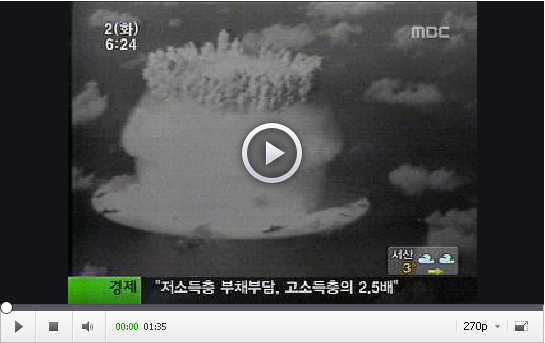 2(화)
6:24
MBC
서산
3°
경제
"저소득층 부채부담, 고소득층의 2.5배"
00:00 01:35
270p